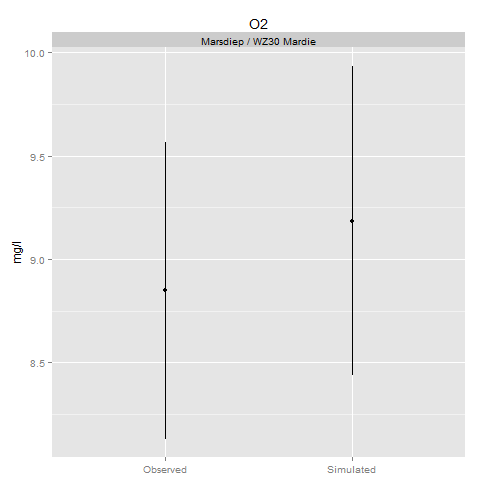 O2
Marsdiep / WZ30 Mardie
10.0
9.5
9.0
8.5
mg/l
Observed Simulated